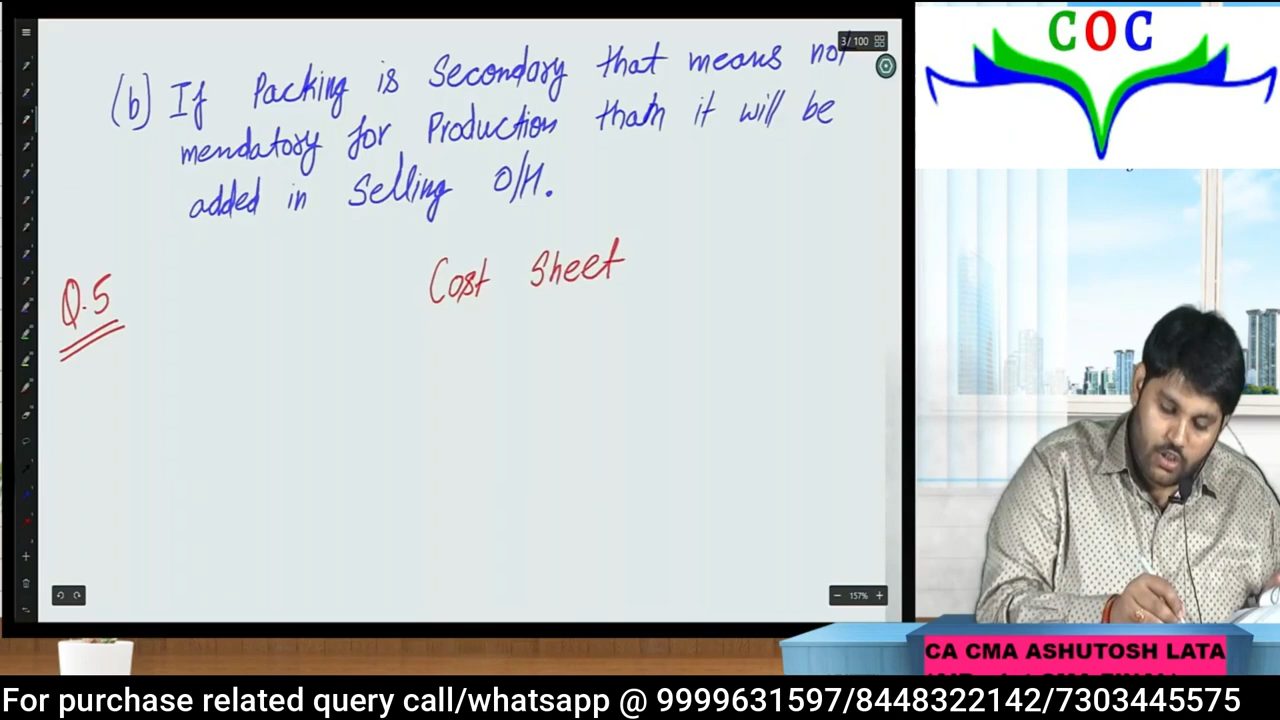 3/100
(b) If Packing is Secondary that means not
mendatory for Production than it will be
added in Selling O/H.
Q.5
Cost Sheet
157%
COC
CA CMA ASHUTOSH LATA
For purchase related query call/whatsapp @ 9999631597/8448322142/7303445575